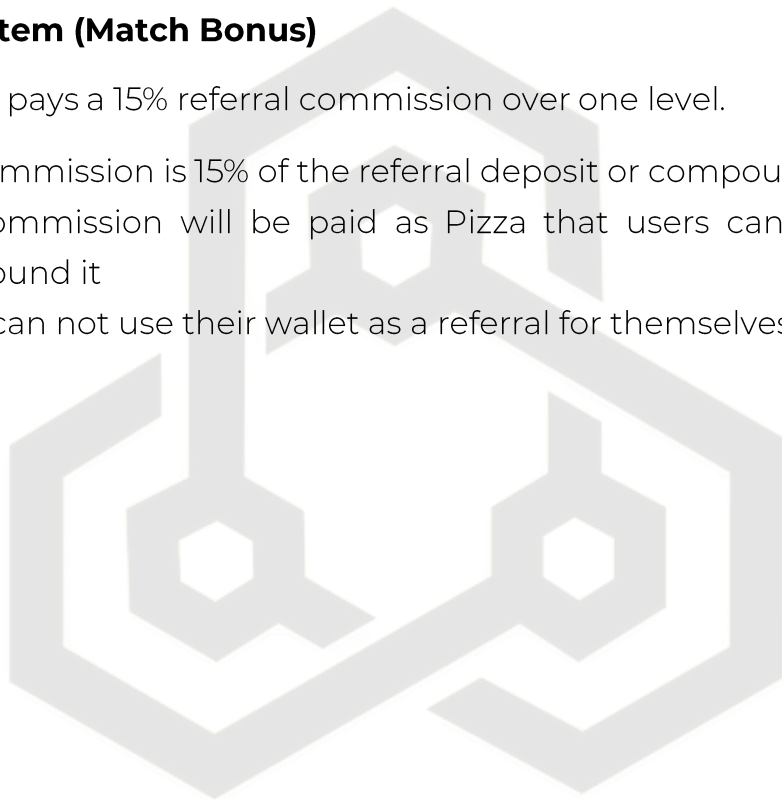 tem (Match Bonus)
pays a 15% referral commission over one level.
mmission is 15% of the referral deposit or compou
ommission will be paid as Pizza that users can
ound it
can not use their wallet as a referral for themselves